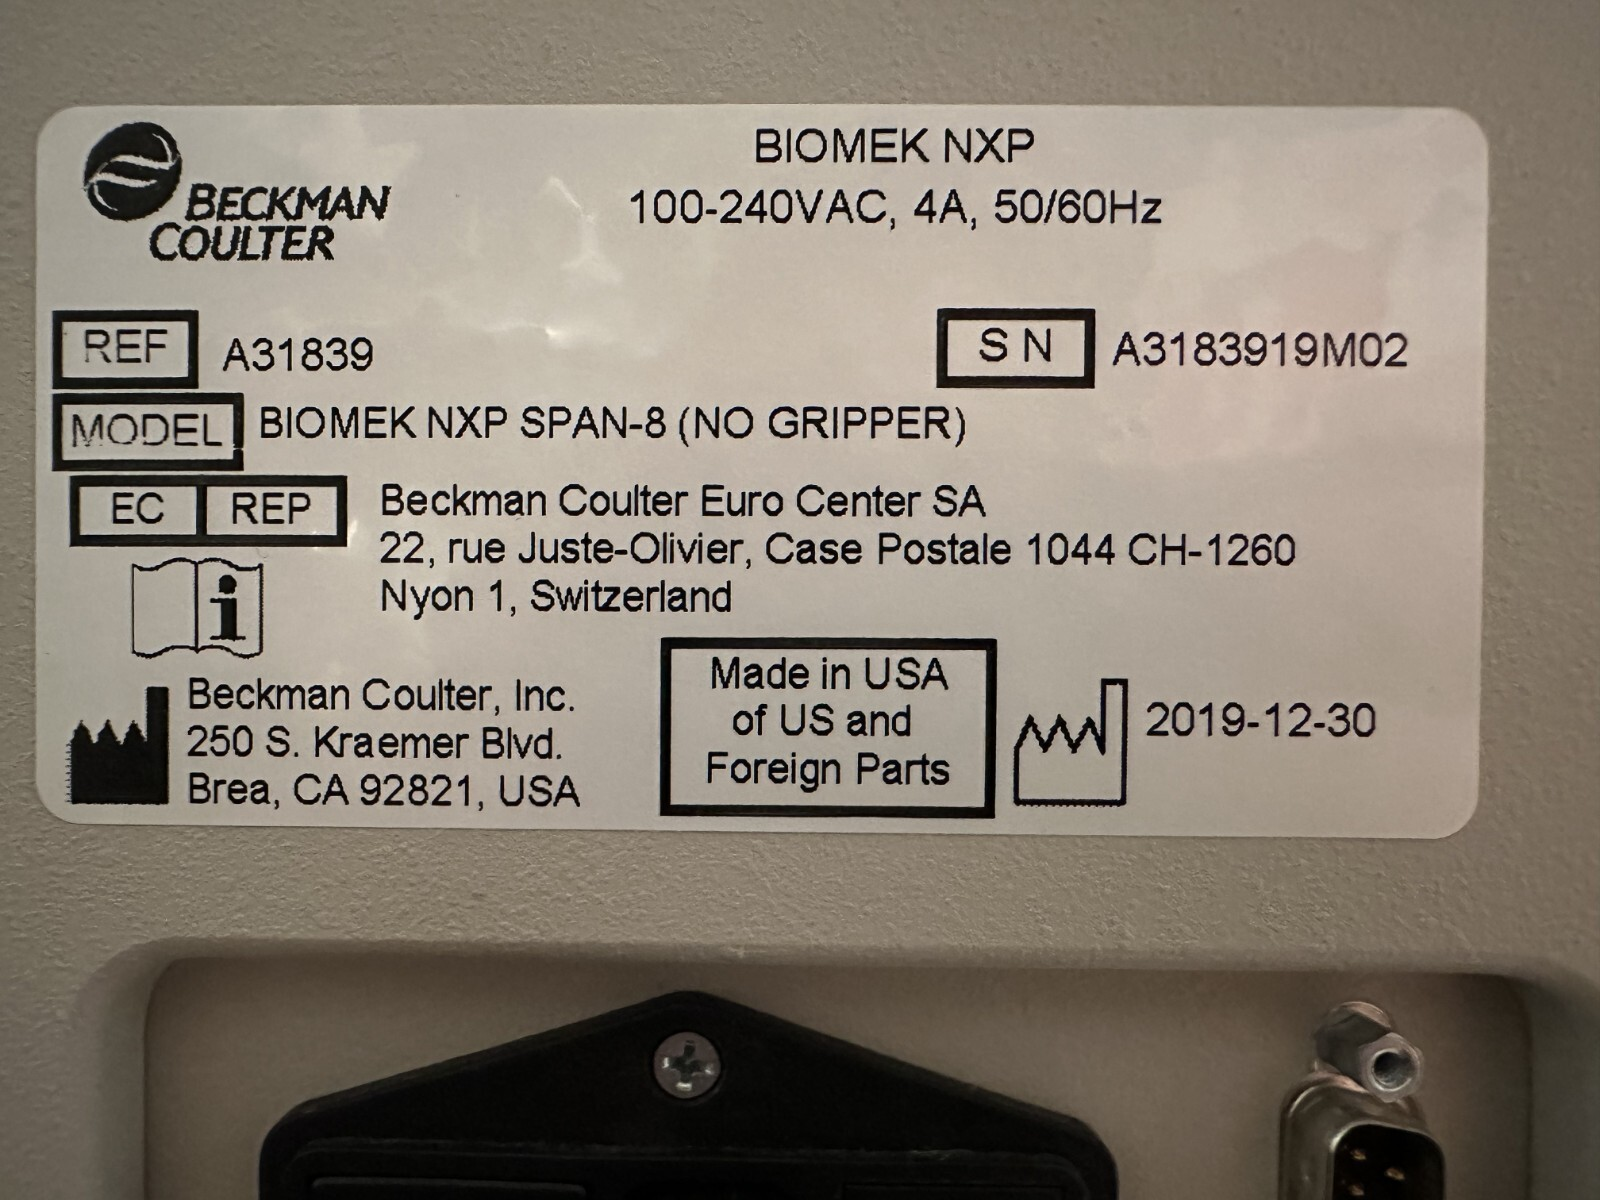 BECKMAN
COULTER
BIOMEK NXP
100-240VAC, 4A, 50/60Hz
REF A31839
SN A3183919M02
MODEL BIOMEK NXP SPAN-8 (NO GRIPPER)
EC REP Beckman Coulter Euro Center SA
22, rue Juste-Olivier, Case Postale 1044 CH-1260
Nyon 1, Switzerland
i
Beckman Coulter, Inc.
250 S. Kraemer Blvd.
Brea, CA 92821, USA
Made in USA
of US and
Foreign Parts
2019-12-30